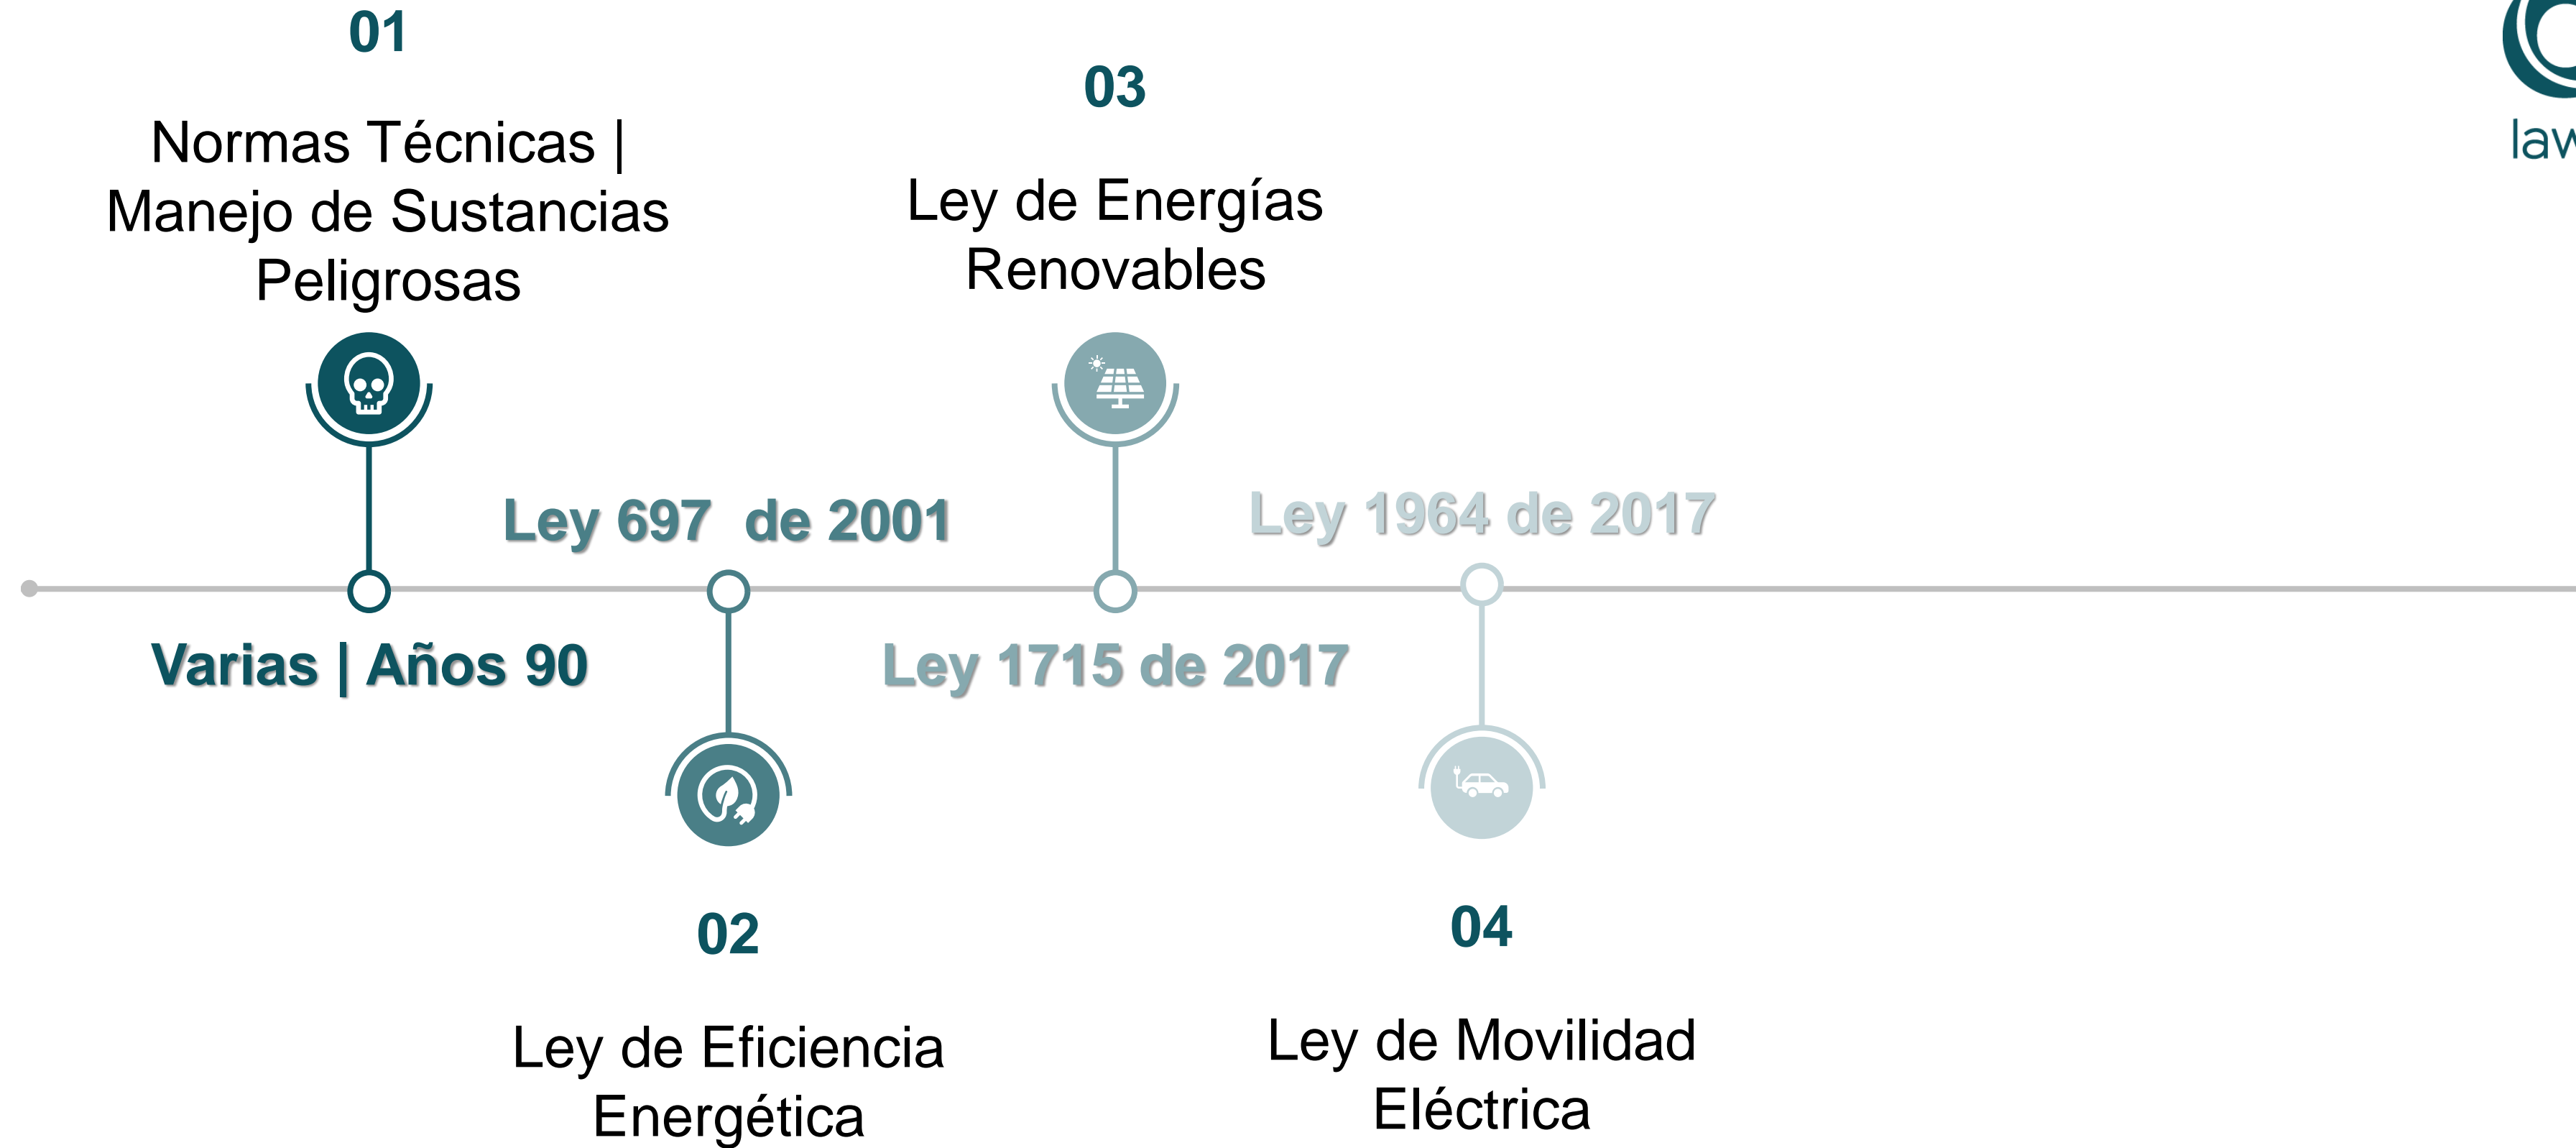 01
Normas Técnicas |
Manejo de Sustancias
Peligrosas
Varias | Años 90
Ley 697 de 2001
02
Ley de Eficiencia
Energética
03
Ley de Energías
Renovables
Ley 1715 de 2017
Ley 1964 de 2017
04
Ley de Movilidad
Eléctrica